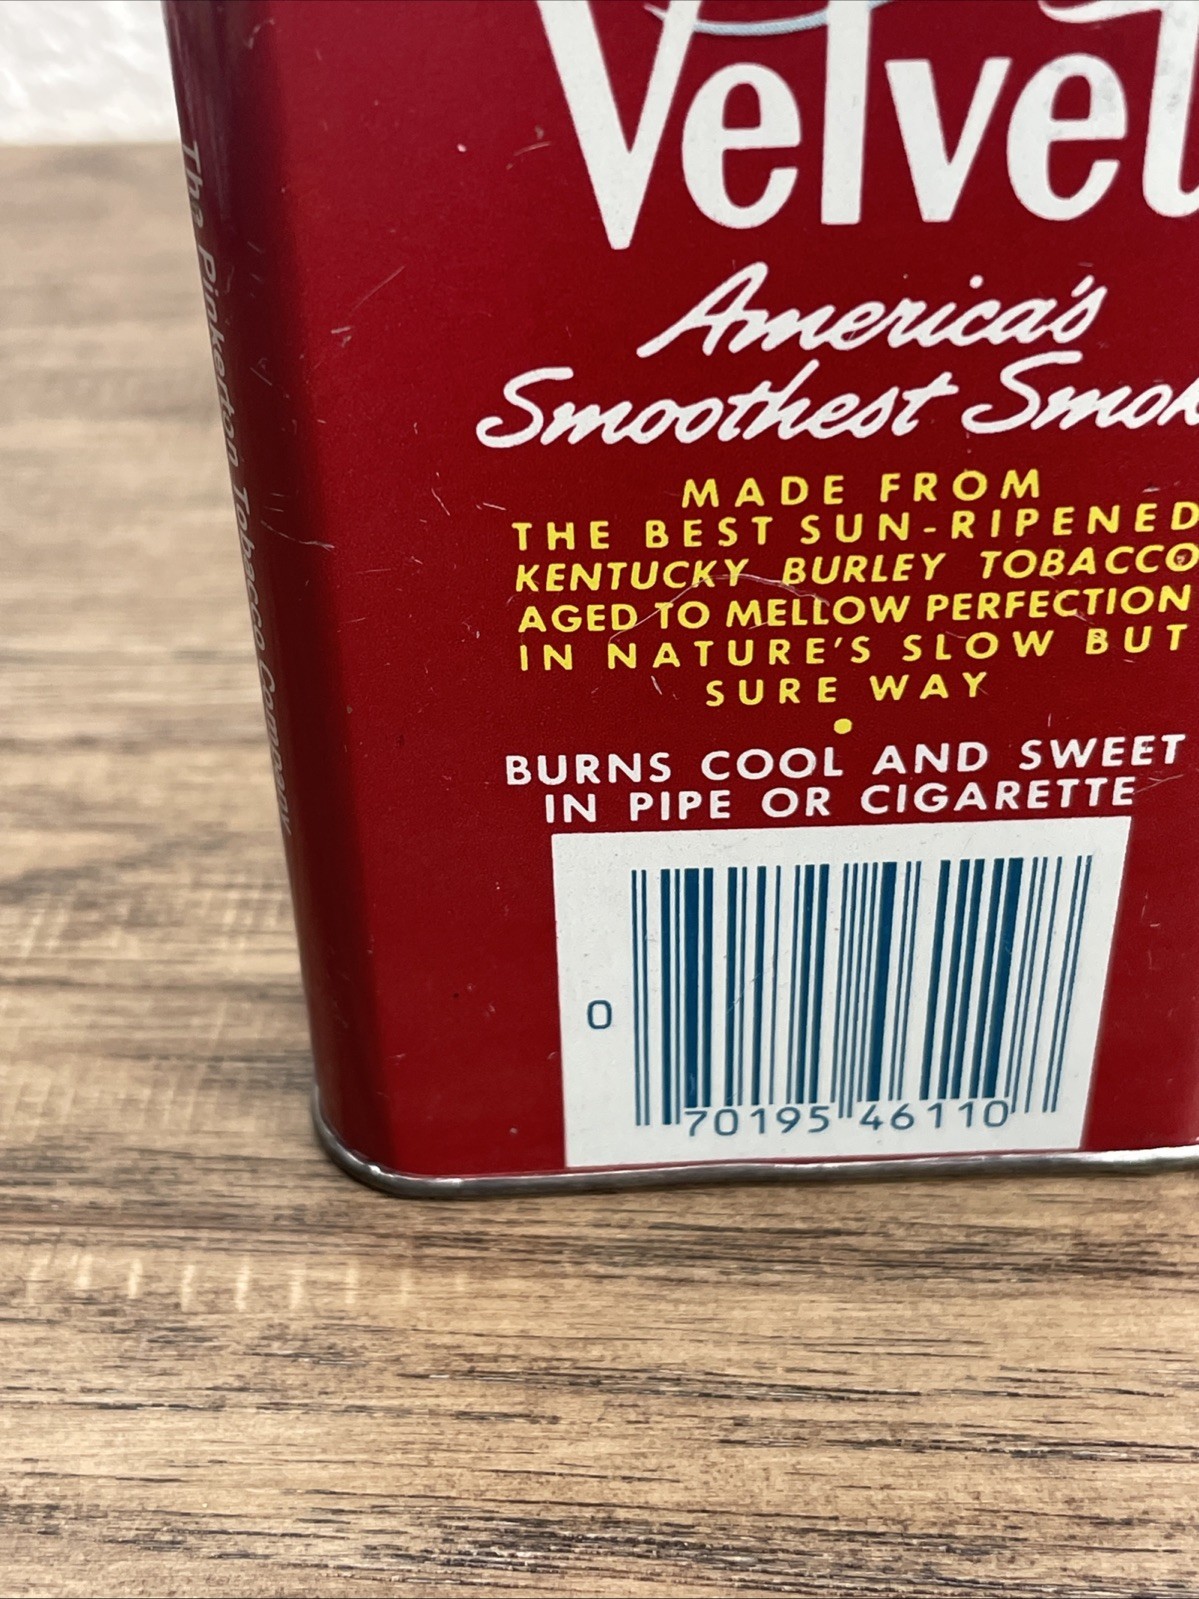 Velvet
America's
Smoothest Smok
MADE FROM
THE BEST SUN-RIPENED
KENTUCKY BURLEY TOBACCO
AGED TO MELLOW PERFECTION
IN NATURE'S SLOW BUT
SURE WAY
•
BURNS COOL AND SWEET
IN PIPE OR CIGARETTE
0
70195 46110
The Pinkerton Tobacco Company